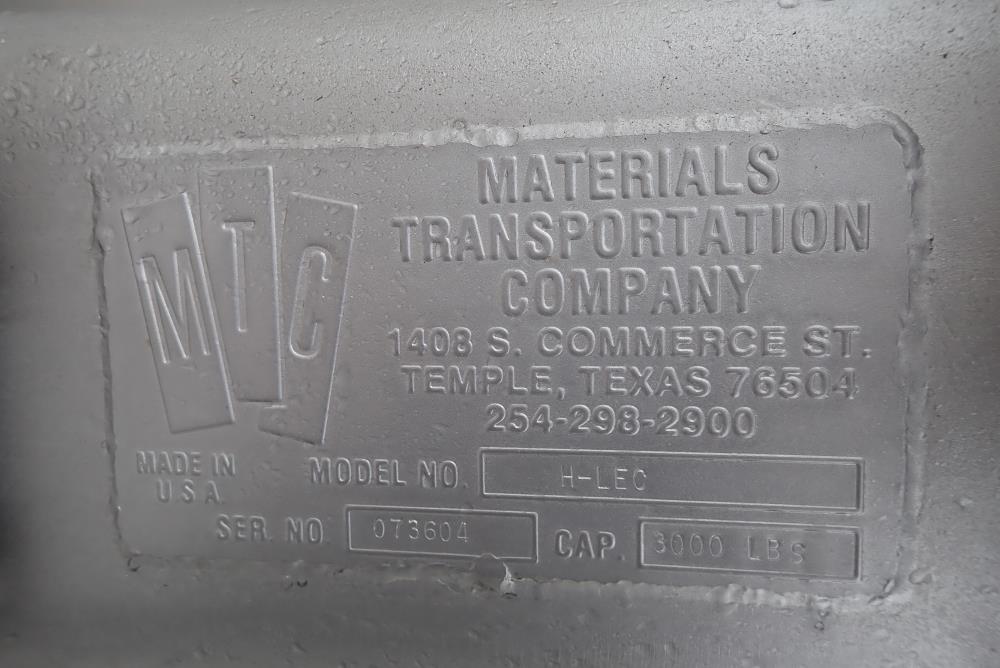 MTC
MATERIALS
TRANSPORTATION
COMPANY
1408 S. COMMERCE ST.
TEMPLE, TEXAS 76504
254-298-2900
MADE IN
U.S.A.
MODEL NO. H-LEC
SER. NO. 073604 CAP. 3000 LBS